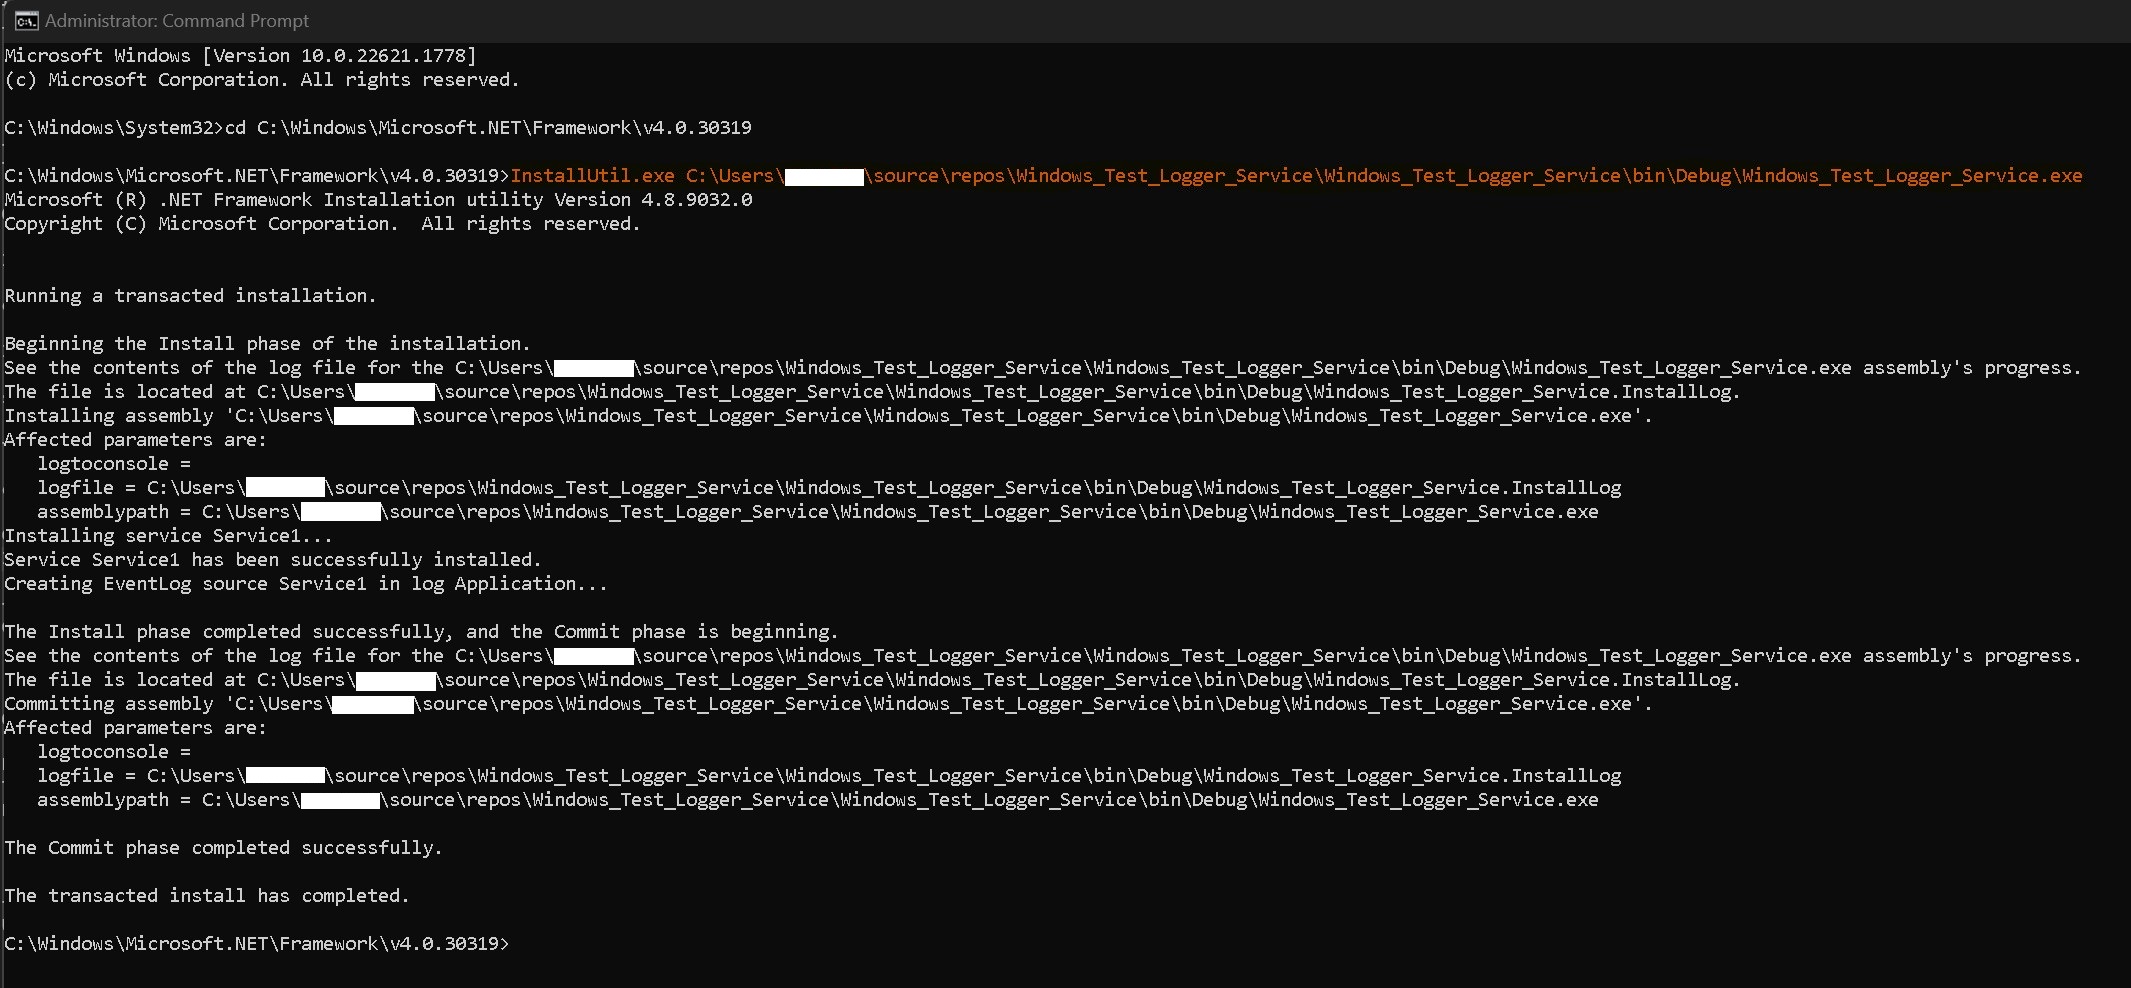 Administrator: Command Prompt
Microsoft Windows [Version 10.0.22621.1778]
(c) Microsoft Corporation. All rights reserved.
C:\Windows\System32>cd C:\Windows\Microsoft.NET\Framework\v4.0.30319
C:\Windows\Microsoft.NET\Framework\v4.0.30319>InstallUtil.exe C:\Users\ \source\repos\Windows_Test_Logger_Service\Windows_Test_Logger_Service\bin\Debug\Windows_Test_Logger_Service.exe
Microsoft (R) .NET Framework Installation utility Version 4.8.9032.0
Copyright (C) Microsoft Corporation.  All rights reserved.
Running a transacted installation.
Beginning the Install phase of the installation.
See the contents of the log file for the C:\Users\ \source\repos\Windows_Test_Logger_Service\Windows_Test_Logger_Service\bin\Debug\Windows_Test_Logger_Service.exe assembly's progress.
The file is located at C:\Users\ \source\repos\Windows_Test_Logger_Service\Windows_Test_Logger_Service\bin\Debug\Windows_Test_Logger_Service.InstallLog.
Installing assembly 'C:\Users\ \source\repos\Windows_Test_Logger_Service\Windows_Test_Logger_Service\bin\Debug\Windows_Test_Logger_Service.exe'.
Affected parameters are:
logtoconsole =
logfile = C:\Users\ \source\repos\Windows_Test_Logger_Service\Windows_Test_Logger_Service\bin\Debug\Windows_Test_Logger_Service.InstallLog
assemblypath = C:\Users\ \source\repos\Windows_Test_Logger_Service\Windows_Test_Logger_Service\bin\Debug\Windows_Test_Logger_Service.exe
Installing service Service1...
Service Service1 has been successfully installed.
Creating EventLog source Service1 in log Application...
The Install phase completed successfully, and the Commit phase is beginning.
See the contents of the log file for the C:\Users\ \source\repos\Windows_Test_Logger_Service\Windows_Test_Logger_Service\bin\Debug\Windows_Test_Logger_Service.exe assembly's progress.
The file is located at C:\Users\ \source\repos\Windows_Test_Logger_Service\Windows_Test_Logger_Service\bin\Debug\Windows_Test_Logger_Service.InstallLog.
Committing assembly 'C:\Users\ \source\repos\Windows_Test_Logger_Service\Windows_Test_Logger_Service\bin\Debug\Windows_Test_Logger_Service.exe'.
Affected parameters are:
logtoconsole =
logfile = C:\Users\ \source\repos\Windows_Test_Logger_Service\Windows_Test_Logger_Service\bin\Debug\Windows_Test_Logger_Service.InstallLog
assemblypath = C:\Users\ \source\repos\Windows_Test_Logger_Service\Windows_Test_Logger_Service\bin\Debug\Windows_Test_Logger_Service.exe
The Commit phase completed successfully.
The transacted install has completed.
C:\Windows\Microsoft.NET\Framework\v4.0.30319>